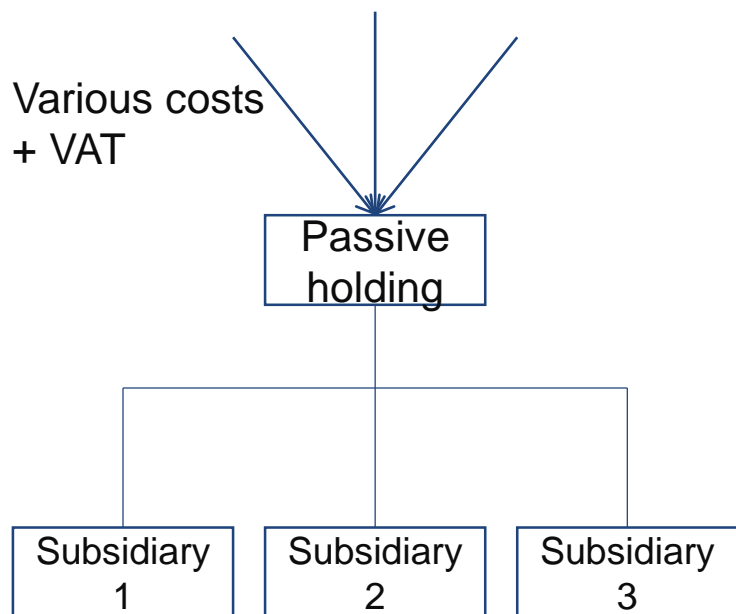 Various costs
+ VAT
Passive
holding
Subsidiary
1
Subsidiary
2
Subsidiary
3